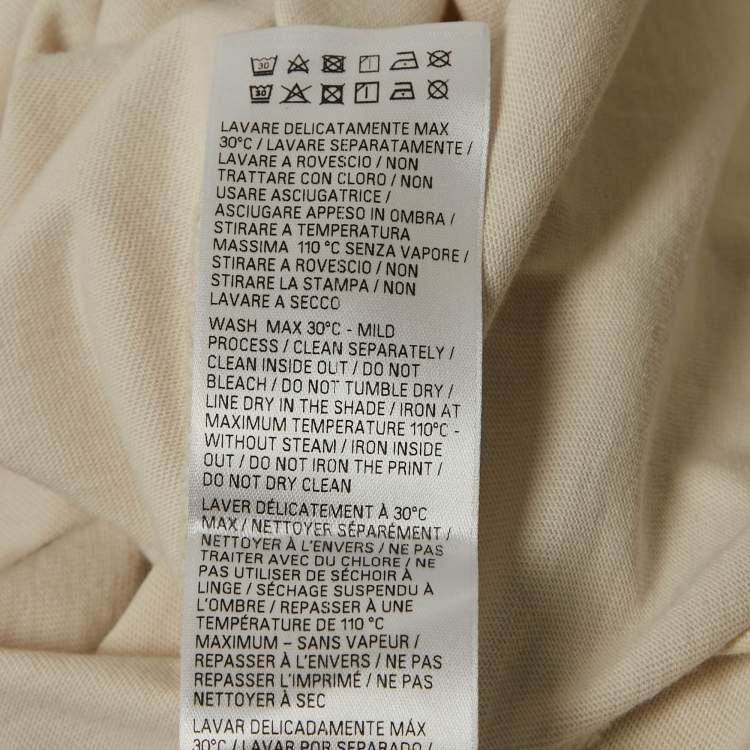 30
30
LAVARE DELICATAMENTE MAX
30°C / LAVARE SEPARATAMENTE /
LAVARE A ROVESCIO / NON
TRATTARE CON CLORO / NON
USARE ASCIUGATRICE /
ASCIUGARE APPESO IN OMBRA /
STIRARE A TEMPERATURA
MASSIMA 110 °C SENZA VAPORE /
STIRARE A ROVESCIO / NON
STIRARE LA STAMPA / NON
LAVARE A SECCO
WASH MAX 30°C - MILD
PROCESS / CLEAN SEPARATELY /
CLEAN INSIDE OUT / DO NOT
BLEACH / DO NOT TUMBLE DRY /
LINE DRY IN THE SHADE / IRON AT
MAXIMUM TEMPERATURE 110°C -
WITHOUT STEAM / IRON INSIDE
OUT / DO NOT IRON THE PRINT /
DO NOT DRY CLEAN
LAVER DÉLICATEMENT À 30°C
MAX / NETTOYER SÉPARÉMENT /
NETTOYER À L'ENVERS / NE PAS
TRAITER AVEC DU CHLORE / NE
PAS UTILISER DE SÉCHOIR À
LINGE / SÉCHAGE SUSPENDU À
L'OMBRE / REPASSER À UNE
TEMPÉRATURE DE 110 °C
MAXIMUM – SANS VAPEUR /
REPASSER À L'ENVERS / NE PAS
REPASSER L'IMPRIMÉ / NE PAS
NETTOYER À SEC
LAVAR DELICADAMENTE MÁX
30°C / LAVAR POR SEPARADO /